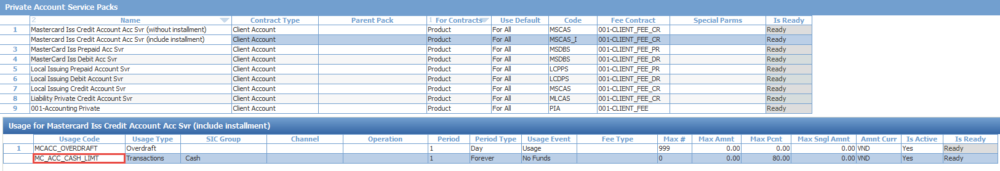 Private Account Service Packs
2 Name Contract Type Parent Pack 1 For Contracts Use Default Code Fee Contract Special Parms Is Ready
1 Mastercard Iss Credit Account Acc Svr (without installment) Client Account Product For All MSCAS 001-CLIENT_FEE_CR Ready
Mastercard Iss Credit Account Acc Svr (include installment) Client Account Product For All MSCAS_I 001-CLIENT_FEE_CR Ready
3 MasterCard Iss Prepaid Acc Svr Client Account Product For All MSDBS 001-CLIENT_FEE_PR Ready
4 MasterCard Iss Debit Acc Svr Client Account Product For All MSDBS 001-CLIENT_FEE_DR Ready
5 Local Issuing Prepaid Account Svr Client Account Product For All LCPPS 001-CLIENT_FEE_PR Ready
6 Local Issuing Debit Account Svr Client Account Product For All LCDPS 001-CLIENT_FEE_DR Ready
7 Local Issuing Credit Account Svr Client Account Product For All MSCAS 001-CLIENT_FEE_CR Ready
8 Liability Private Credit Account Svr Client Account Product For All MLCAS 001-CLIENT_FEE_CR Ready
9 001-Accounting Private Client Account Product For All PIA 001-CLIENT_FEE Ready
Usage for Mastercard Iss Credit Account Acc Svr (include installment)
Usage Code Usage Type SIC Group Channel Operation Period Period Type Usage Event Fee Type Max # Max Amnt Max Pcnt Max Sngl Amnt Amnt Curr Is Active Is Ready
1 MCACC_OVERDRAFT Overdraft 1 Day Usage 999 0.00 0.00 0.00 VND Yes Ready
MC_ACC_CASH_LIMT Transactions Cash 1 Forever No Funds 0 0.00 80.00 0.00 VND Yes Ready